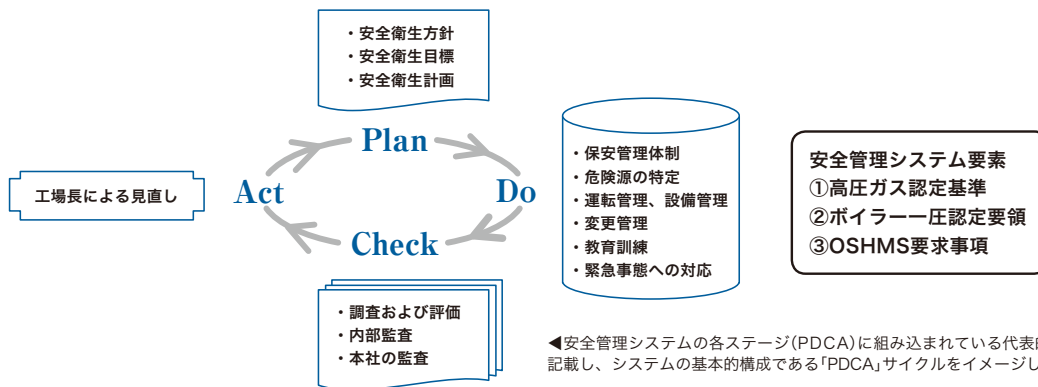 ・安全衛生方針
・安全衛生目標
・安全衛生計画
Plan
Act
Do
Check
工場長による見直し
・保安管理体制
・危険源の特定
・運転管理、設備管理
・変更管理
・教育訓練
・緊急事態への対応
安全管理システム要素
①高圧ガス認定基準
②ボイラー一圧認定要領
③OSHMS要求事項
・調査および評価
・内部監査
・本社の監査
◀安全管理システムの各ステージ(PDCA)に組み込まれている代表的
記載し、システムの基本的構成である「PDCA」サイクルをイメージし